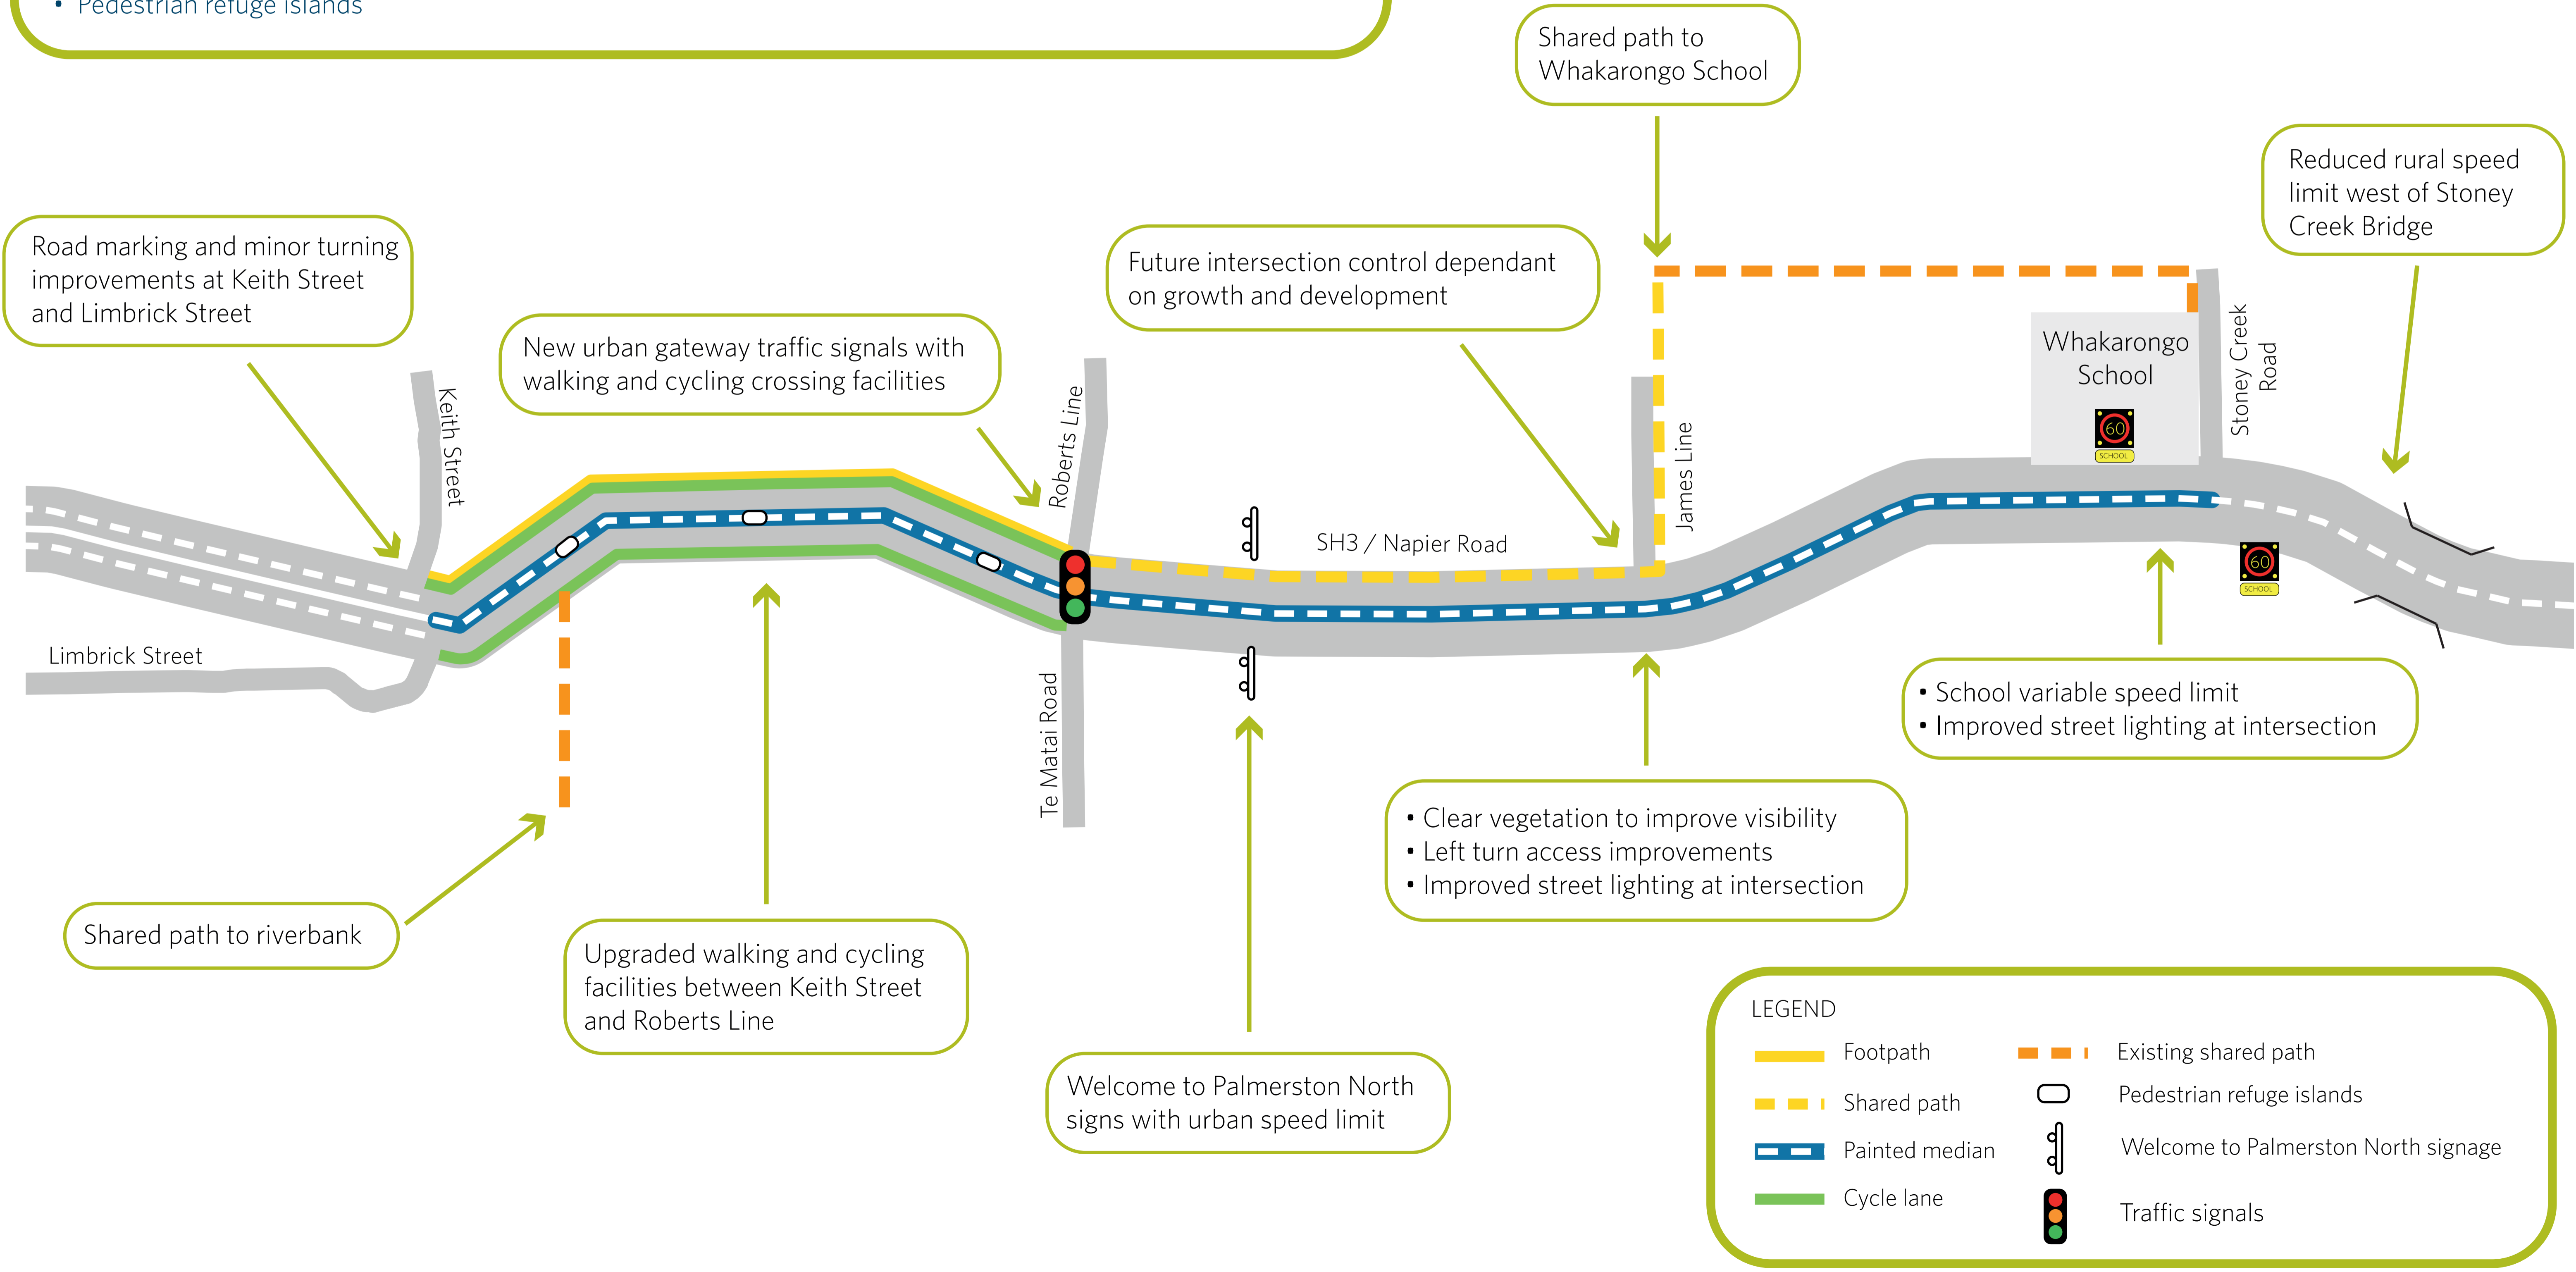 • Pedestrian refuge islands
Shared path to
Whakarongo School
Reduced rural speed
limit west of Stoney
Creek Bridge
Road marking and minor turning
improvements at Keith Street
and Limbrick Street
Future intersection control dependant
on growth and development
New urban gateway traffic signals with
walking and cycling crossing facilities
Whakarongo
School
60
SCHOOL
Stoney Creek
Road
Keith Street
Roberts Line
James Line
SH3 / Napier Road
60
SCHOOL
Limbrick Street
Te Matai Road
• School variable speed limit
• Improved street lighting at intersection
• Clear vegetation to improve visibility
• Left turn access improvements
• Improved street lighting at intersection
Shared path to riverbank
Upgraded walking and cycling
facilities between Keith Street
and Roberts Line
Welcome to Palmerston North
signs with urban speed limit
LEGEND
Footpath
Shared path
Painted median
Cycle lane
Existing shared path
Pedestrian refuge islands
Welcome to Palmerston North signage
Traffic signals